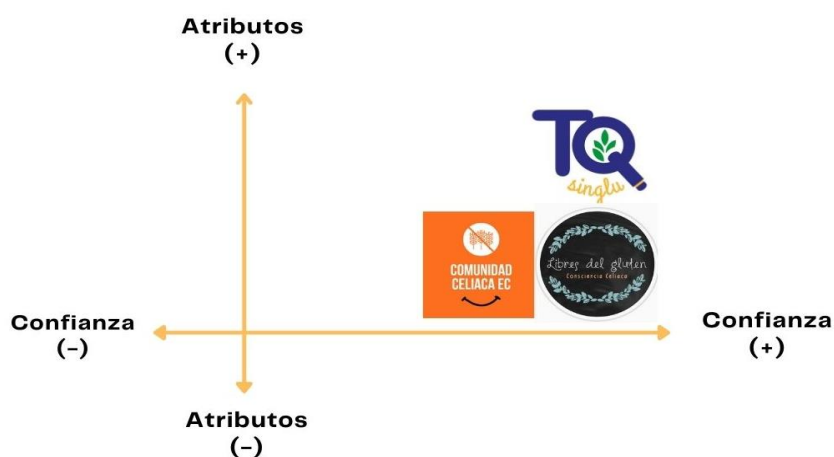 Atributos
(+)
TQ
singlu
COMUNIDAD
CELIACA EC
Libres del gluten
Consciencia Celiaca
Confianza
(–)
Confianza
(+)
Atributos
(–)